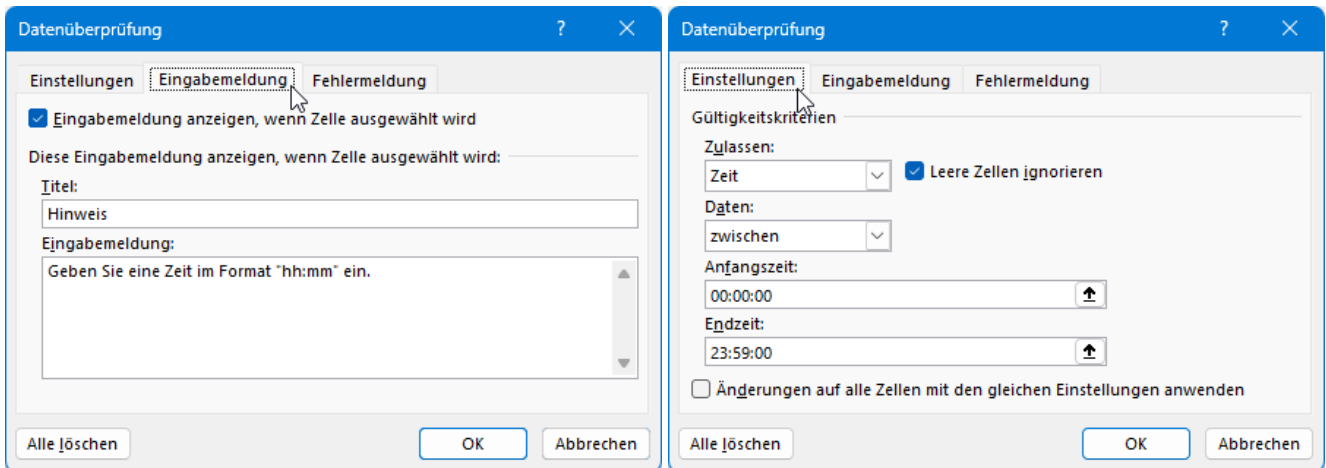 Datenüberprüfung ?
Einstellungen Eingabemeldung Fehlermeldung
Eingabemeldung anzeigen, wenn Zelle ausgewählt wird
Diese Eingabemeldung anzeigen, wenn Zelle ausgewählt wird:
Titel:
Hinweis
Eingabemeldung:
Geben Sie eine Zeit im Format "hh:mm" ein.
Alle löschen OK Abbrechen
Datenüberprüfung ?
Einstellungen Eingabemeldung Fehlermeldung
Gültigkeitskriterien
Zulassen:
Zeit Leere Zellen ignorieren
Daten:
zwischen
Anfangszeit:
00:00:00
Endzeit:
23:59:00
Änderungen auf alle Zellen mit den gleichen Einstellungen anwenden
Alle löschen OK Abbrechen